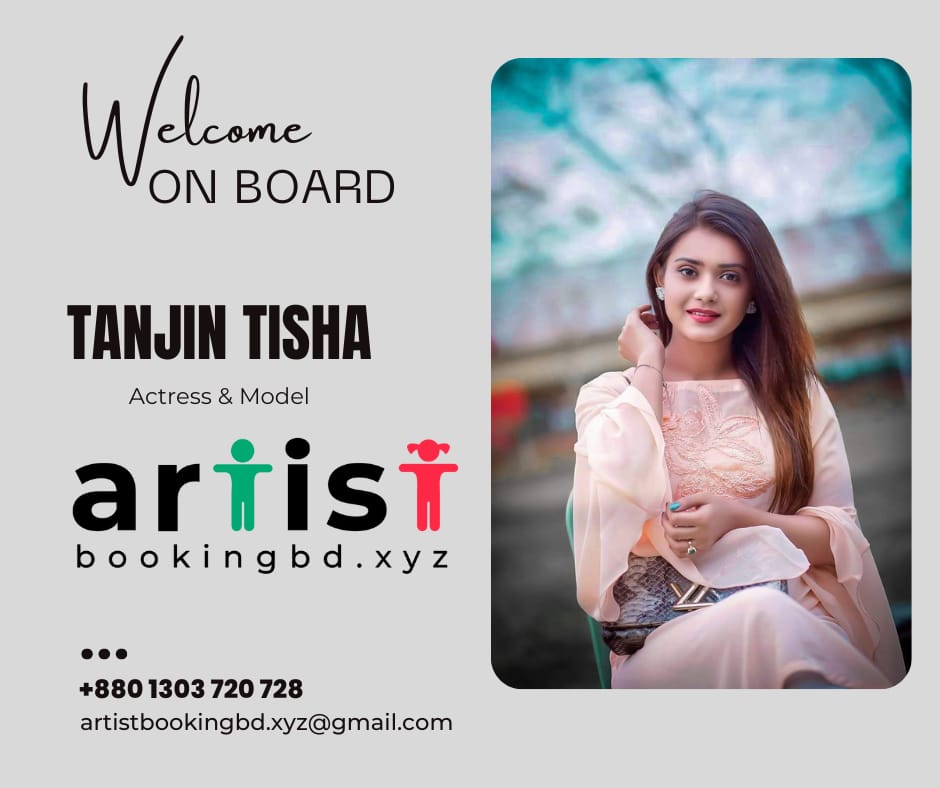 Welcome
ON BOARD
TANJIN TISHA
Actress & Model
artist
bookingbd.xyz
+880 1303 720 728
artistbookingbd.xyz@gmail.com